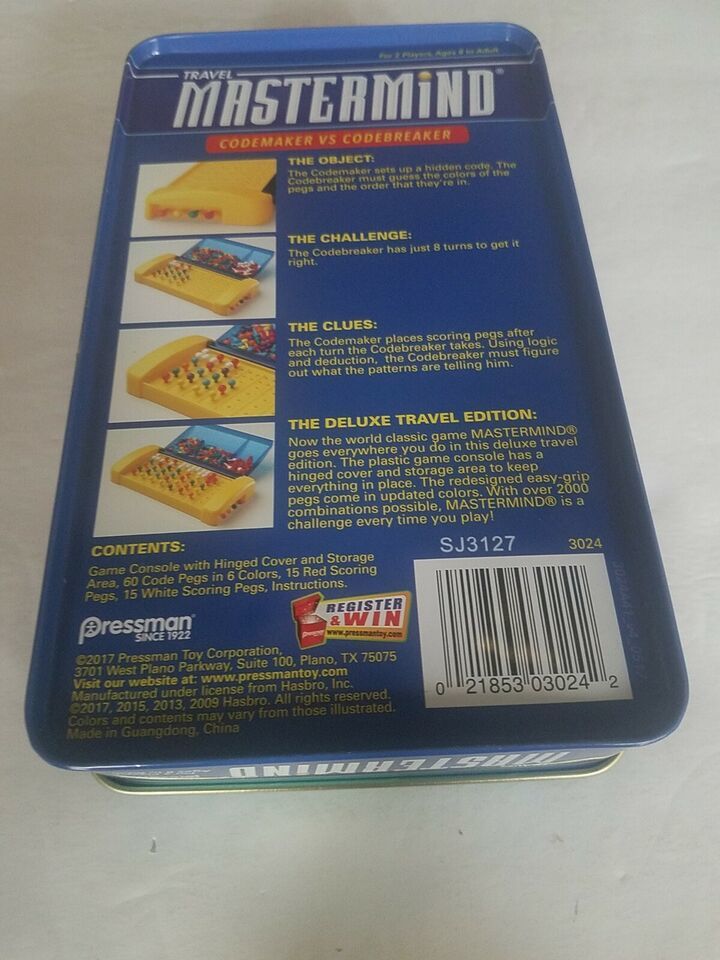 For 2 Players, Ages 8 to Adult
TRAVEL
MASTERMiND®
CODEMAKER VS CODEBREAKER
THE OBJECT:
The Codemaker sets up a hidden code. The
Codebreaker must guess the colors of the
pegs and the order that they're in.
THE CHALLENGE:
The Codebreaker has just 8 turns to get it
right.
THE CLUES:
The Codemaker places scoring pegs after
each turn the Codebreaker takes. Using logic
and deduction, the Codebreaker must figure
out what the patterns are telling him.
THE DELUXE TRAVEL EDITION:
Now the world classic game MASTERMIND®
goes everywhere you do in this deluxe travel
edition. The plastic game console has a
hinged cover and storage area to keep
everything in place. The redesigned easy-grip
pegs come in updated colors. With over 2000
combinations possible, MASTERMIND® is a
challenge every time you play!
CONTENTS:
Game Console with Hinged Cover and Storage
Area, 60 Code Pegs in 6 Colors, 15 Red Scoring
Pegs, 15 White Scoring Pegs, Instructions.
SJ3127
3024
Pressman®
SINCE 1922
REGISTER
& WIN
www.pressmantoy.com
©2017 Pressman Toy Corporation,
3701 West Plano Parkway, Suite 100, Plano, TX 75075
Visit our website at: www.pressmantoy.com
Manufactured under license from Hasbro, Inc.
©2017, 2015, 2013, 2009 Hasbro. All rights reserved.
Colors and contents may vary from those illustrated.
Made in Guangdong, China
0 21853 03024 2
MASTERMIND